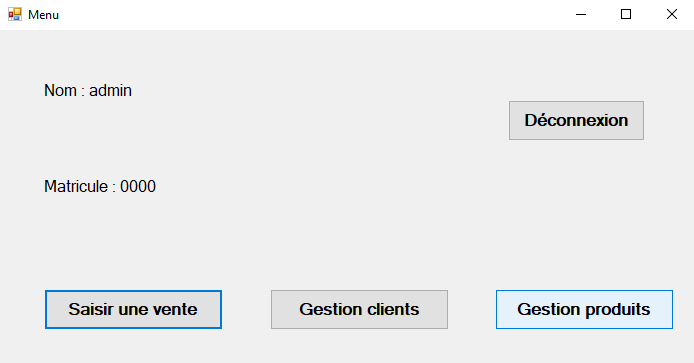 Menu
Nom : admin
Déconnexion
Matricule : 0000
Saisir une vente
Gestion clients
Gestion produits